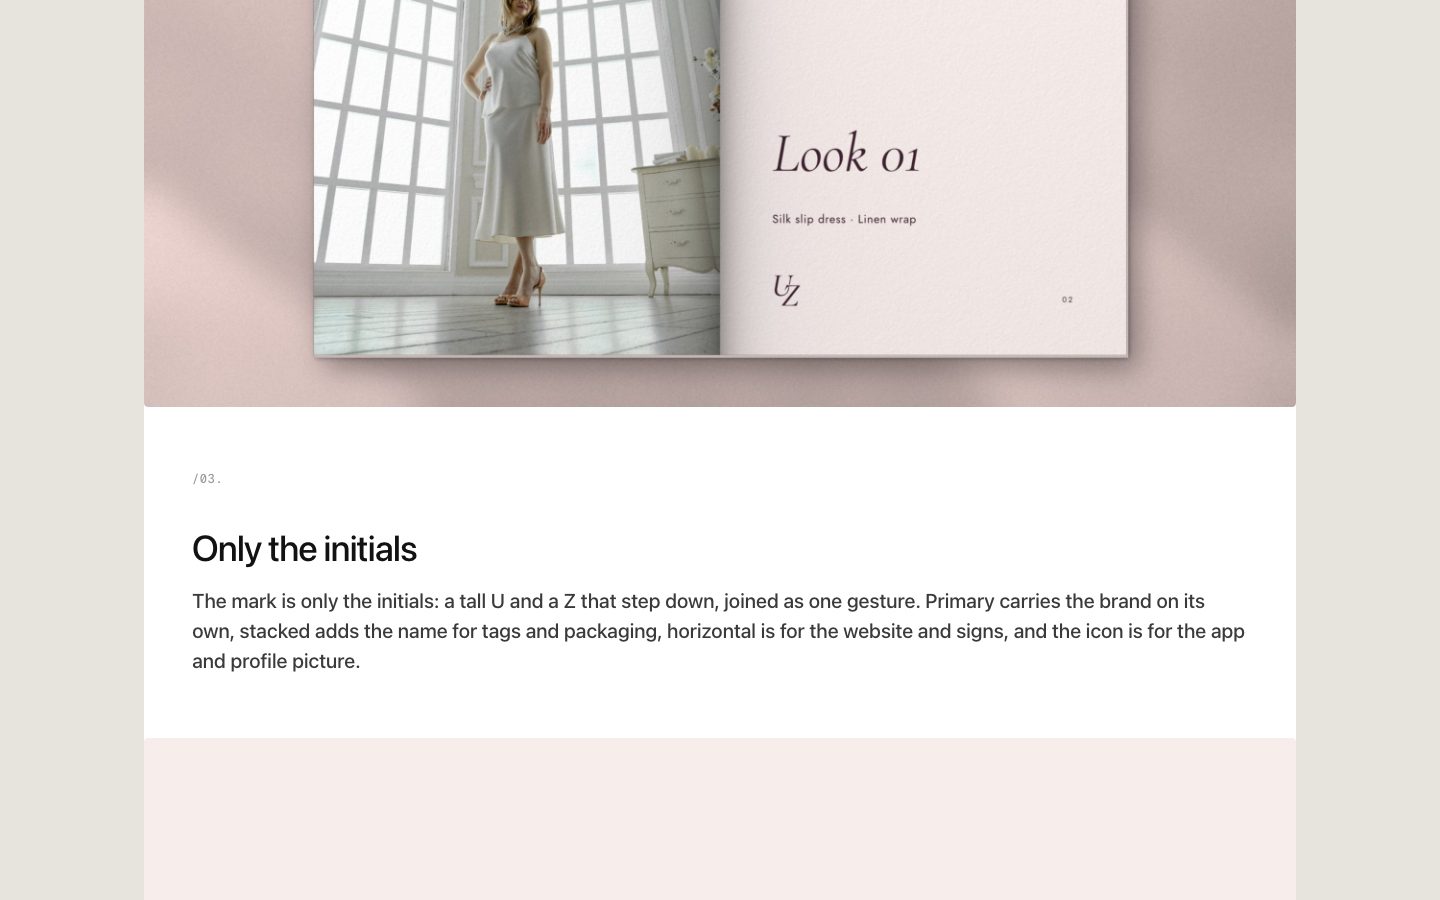 Look 01
Silk slip dress · Linen wrap
UZ
02
/03.
Only the initials
The mark is only the initials: a tall U and a Z that step down, joined as one gesture. Primary carries the brand on its
own, stacked adds the name for tags and packaging, horizontal is for the website and signs, and the icon is for the app
and profile picture.